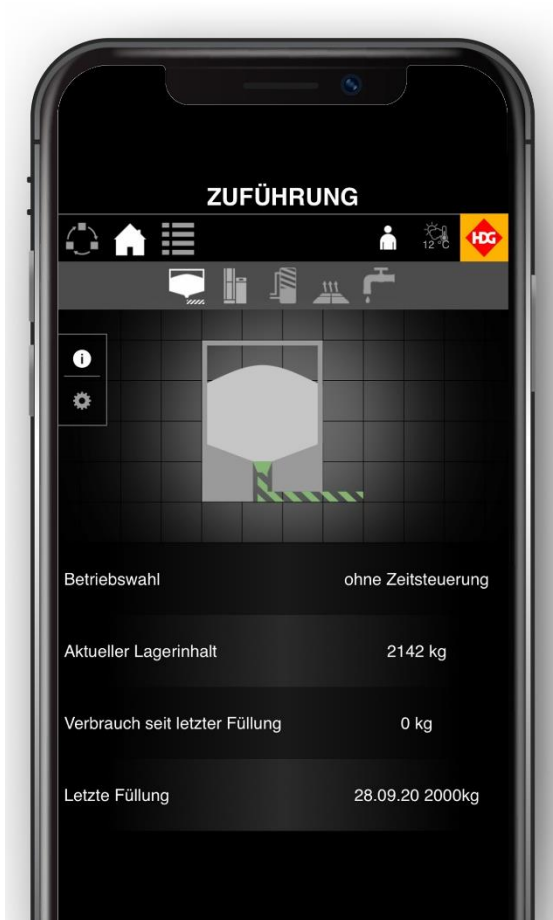 ZUFÜHRUNG
12 °C
HDG
i
Betriebswahl ohne Zeitsteuerung
Aktueller Lagerinhalt 2142 kg
Verbrauch seit letzter Füllung 0 kg
Letzte Füllung 28.09.20 2000kg